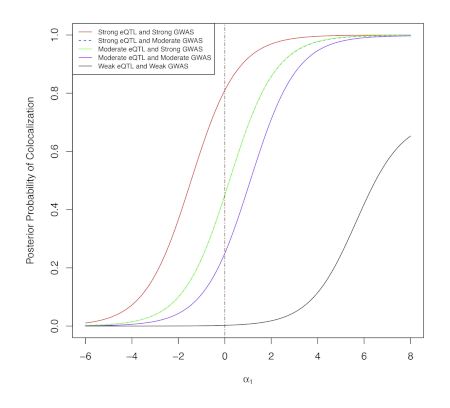 Strong eQTL and Strong GWAS
Strong eQTL and Moderate GWAS
Moderate eQTL and Strong GWAS
Moderate eQTL and Moderate GWAS
Weak eQTL and Weak GWAS
Posterior Probability of Colocalization
1.0
0.8
0.6
0.4
0.2
0.0
−6 −4 −2 0 2 4 6 8
α1